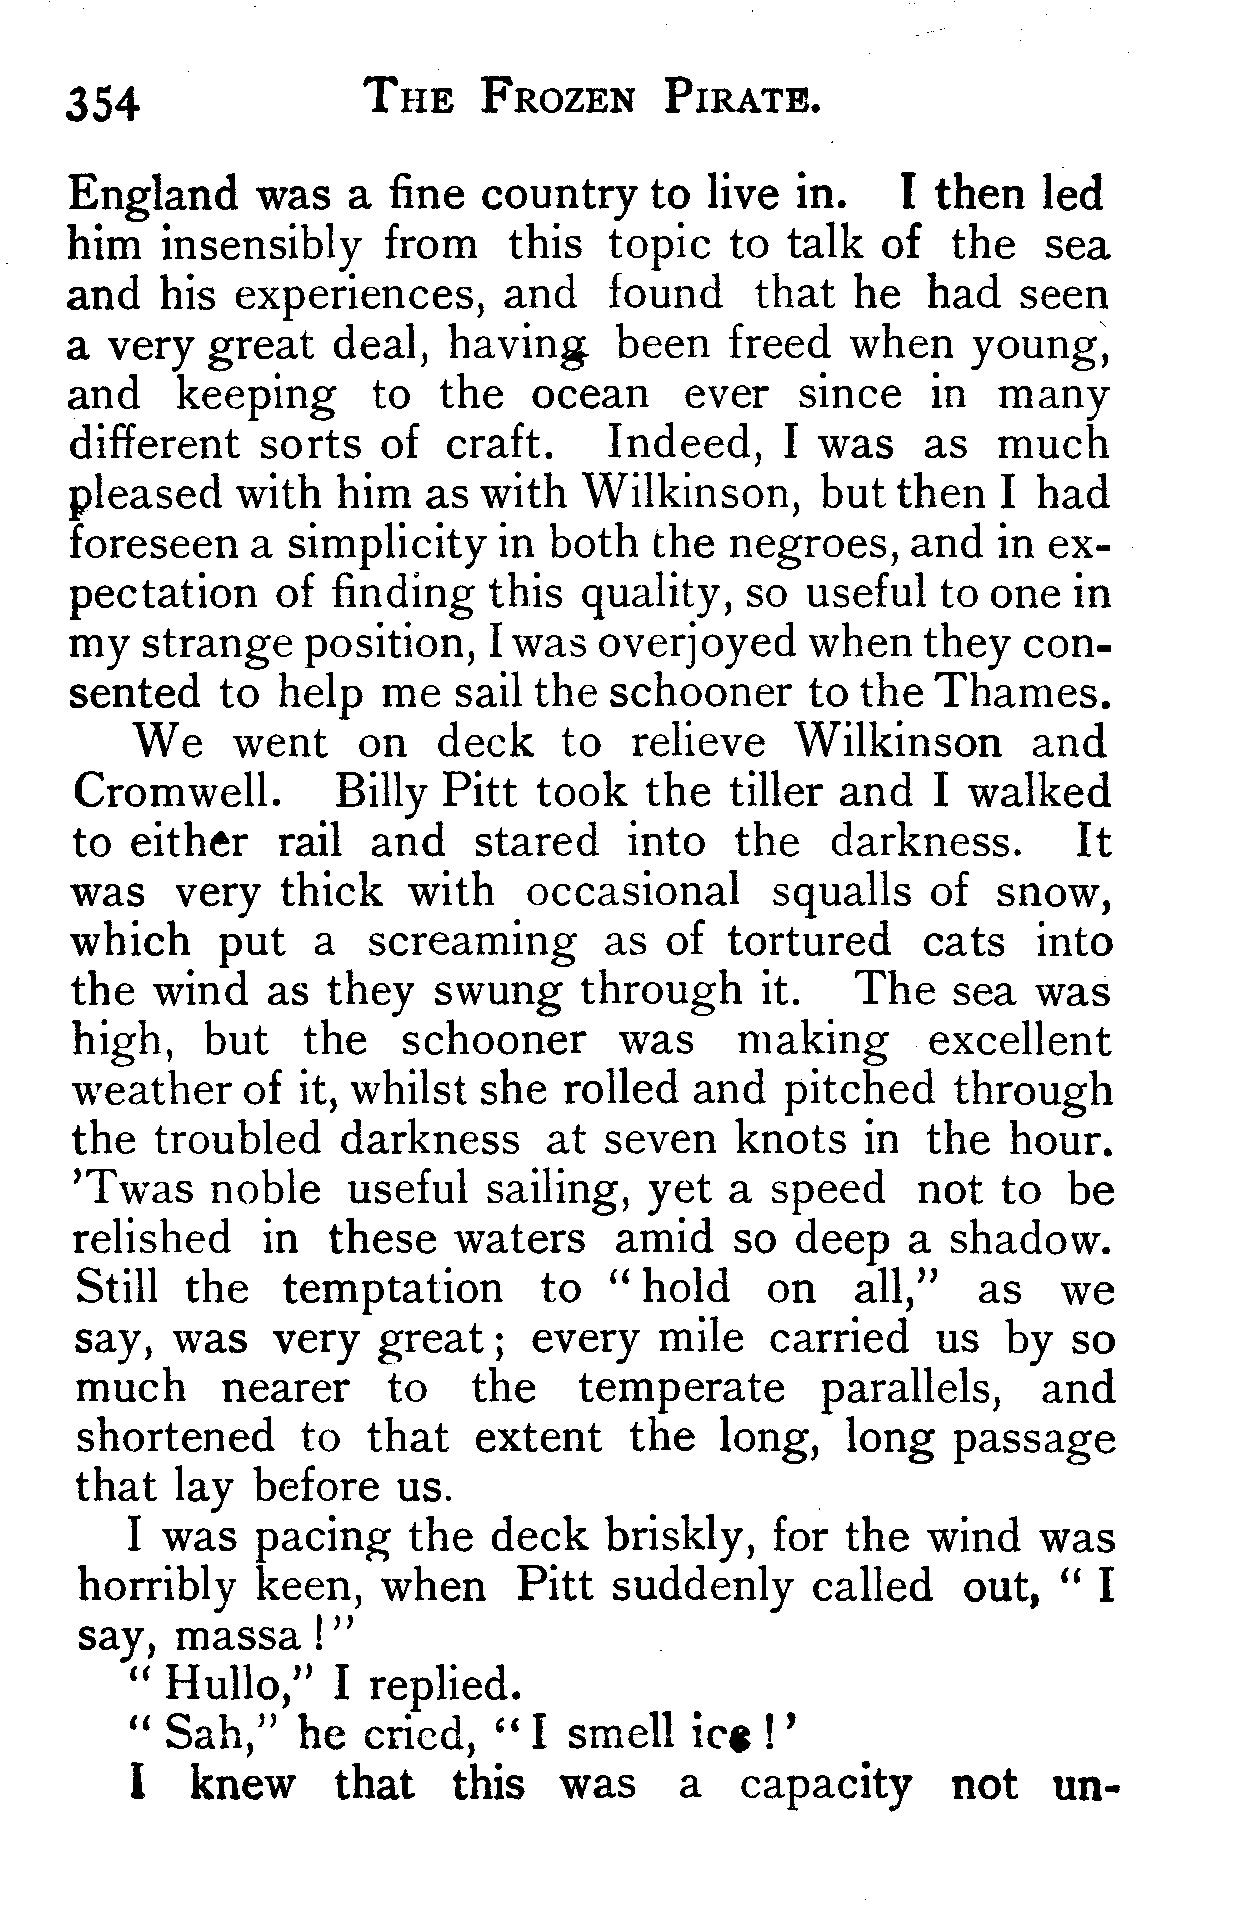 354 THE FROZEN PIRATE.
England was a fine country to live in. I then led
him insensibly from this topic to talk of the sea
and his experiences, and found that he had seen
a very great deal, having been freed when young,
and keeping to the ocean ever since in many
different sorts of craft. Indeed, I was as much
pleased with him as with Wilkinson, but then I had
foreseen a simplicity in both the negroes, and in ex-
pectation of finding this quality, so useful to one in
my strange position, I was overjoyed when they con-
sented to help me sail the schooner to the Thames.
We went on deck to relieve Wilkinson and
Cromwell. Billy Pitt took the tiller and I walked
to either rail and stared into the darkness. It
was very thick with occasional squalls of snow,
which put a screaming as of tortured cats into
the wind as they swung through it. The sea was
high, but the schooner was making excellent
weather of it, whilst she rolled and pitched through
the troubled darkness at seven knots in the hour.
'Twas noble useful sailing, yet a speed not to be
relished in these waters amid so deep a shadow.
Still the temptation to “ hold on all,” as we
say, was very great ; every mile carried us by so
much nearer to the temperate parallels, and
shortened to that extent the long, long passage
that lay before us.
I was pacing the deck briskly, for the wind was
horribly keen, when Pitt suddenly called out, “ I
say, massa !”
“ Hullo,” I replied.
“ Sah,” he cried, “ I smell ice ! ’
I knew that this was a capacity not un-